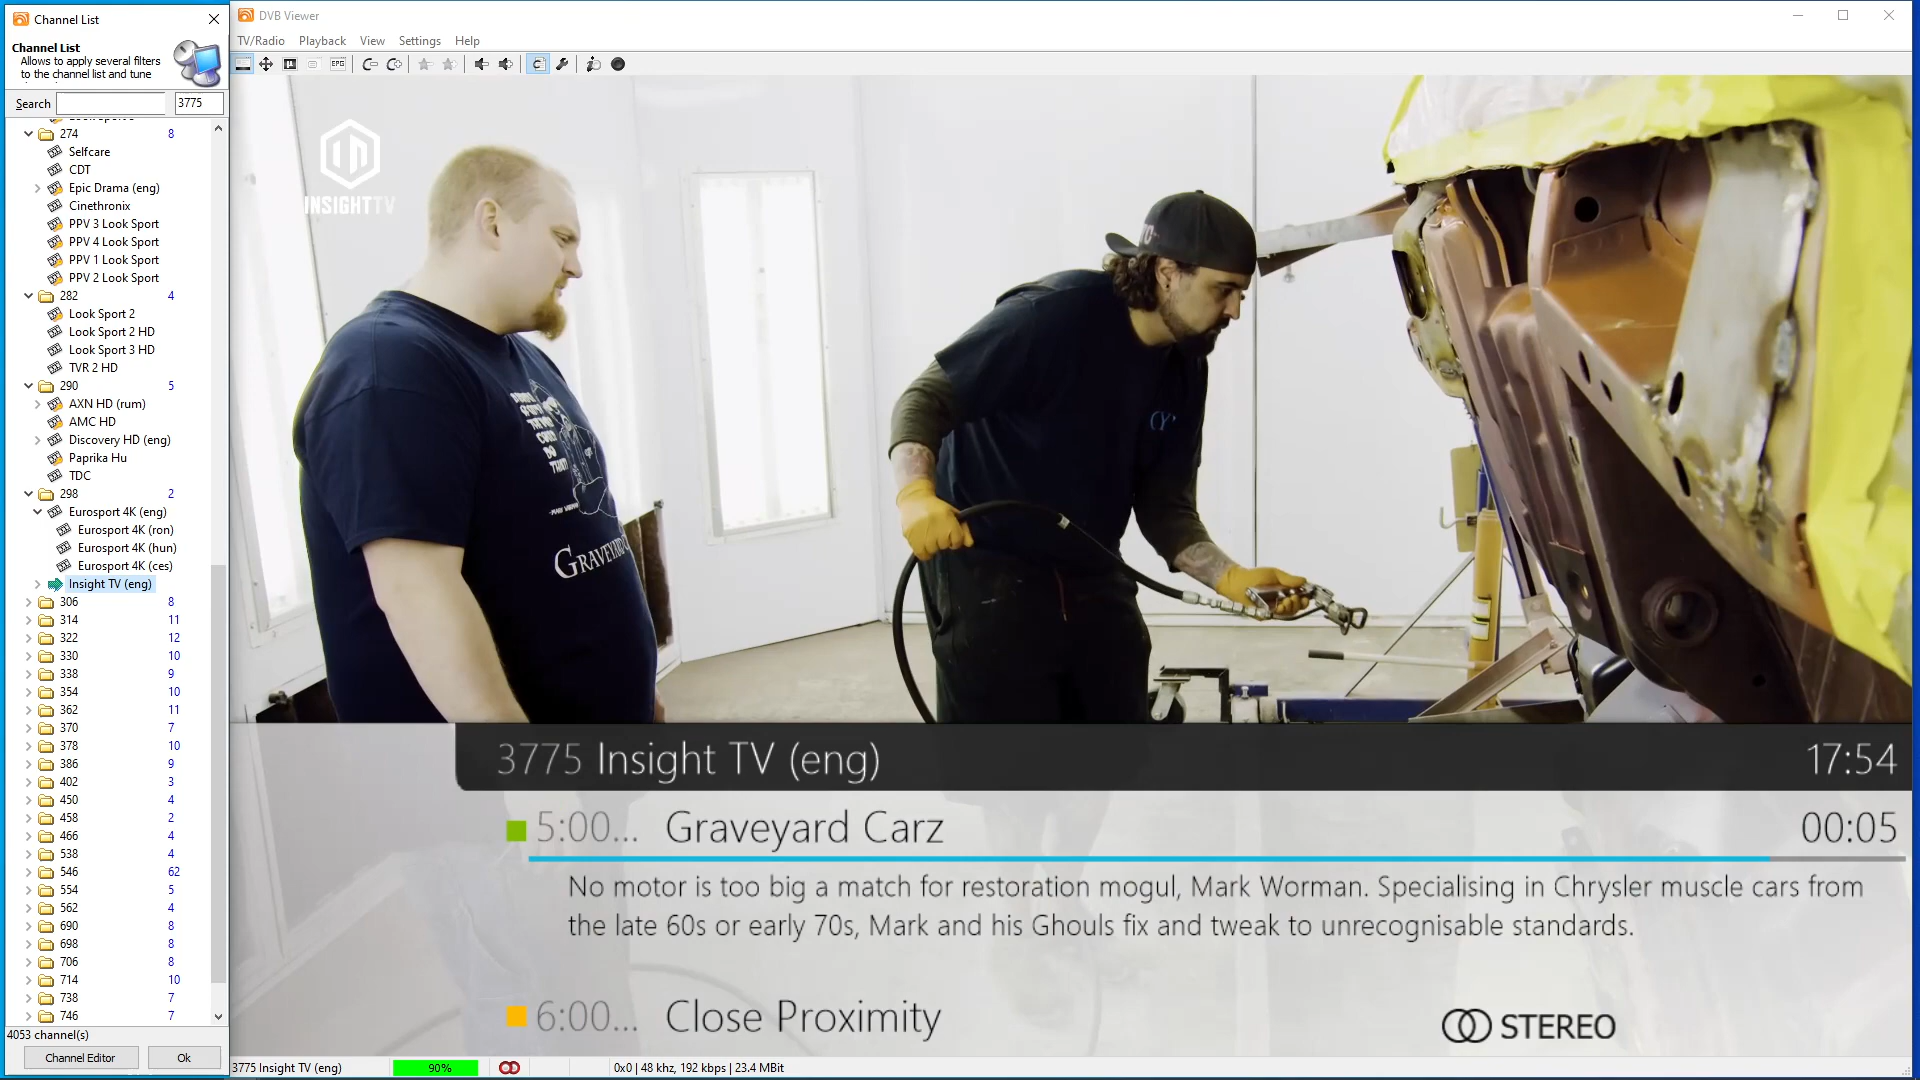 Channel List
Channel List
Allows to apply several filters
to the channel list and tune
Search
3775
274 8
Selfcare
CDT
Epic Drama (eng)
Cinethronix
PPV 3 Look Sport
PPV 4 Look Sport
PPV 1 Look Sport
PPV 2 Look Sport
282 4
Look Sport 2
Look Sport 2 HD
Look Sport 3 HD
TVR 2 HD
290 5
AXN HD (rum)
AMC HD
Discovery HD (eng)
Paprika Hu
TDC
298 2
Eurosport 4K (eng)
Eurosport 4K (ron)
Eurosport 4K (hun)
Eurosport 4K (ces)
Insight TV (eng)
306 8
314 11
322 12
330 10
338 9
354 10
362 11
370 7
378 10
386 9
402 3
450 4
458 2
466 4
538 4
546 62
554 5
562 4
690 8
698 8
706 8
714 10
738 7
746 7
4053 channel(s)
Channel Editor Ok
DVB Viewer
TV/Radio Playback View Settings Help
EPG
INSIGHT TV
3775 Insight TV (eng) 17:54
5:00... Graveyard Carz 00:05
No motor is too big a match for restoration mogul, Mark Worman. Specialising in Chrysler muscle cars from
the late 60s or early 70s, Mark and his Ghouls fix and tweak to unrecognisable standards.
6:00... Close Proximity
STEREO
3775 Insight TV (eng) 90% 0x0 | 48 khz, 192 kbps | 23.4 MBit